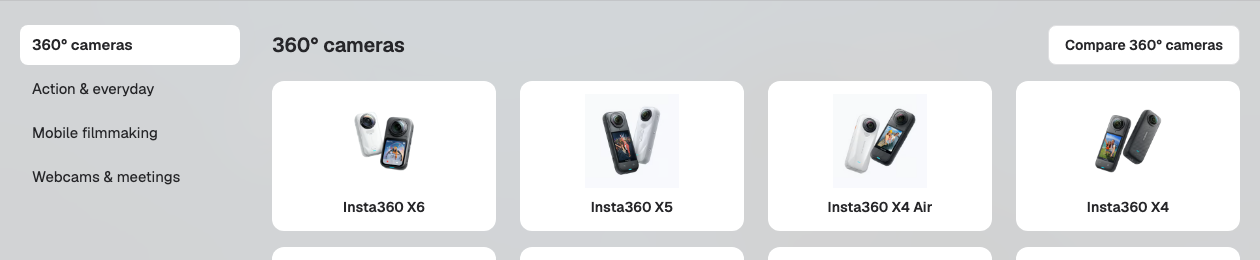 360° cameras
Action & everyday
Mobile filmmaking
Webcams & meetings
360° cameras
Compare 360° cameras
Insta360 X6
Insta360 X5
Insta360 X4 Air
Insta360 X4